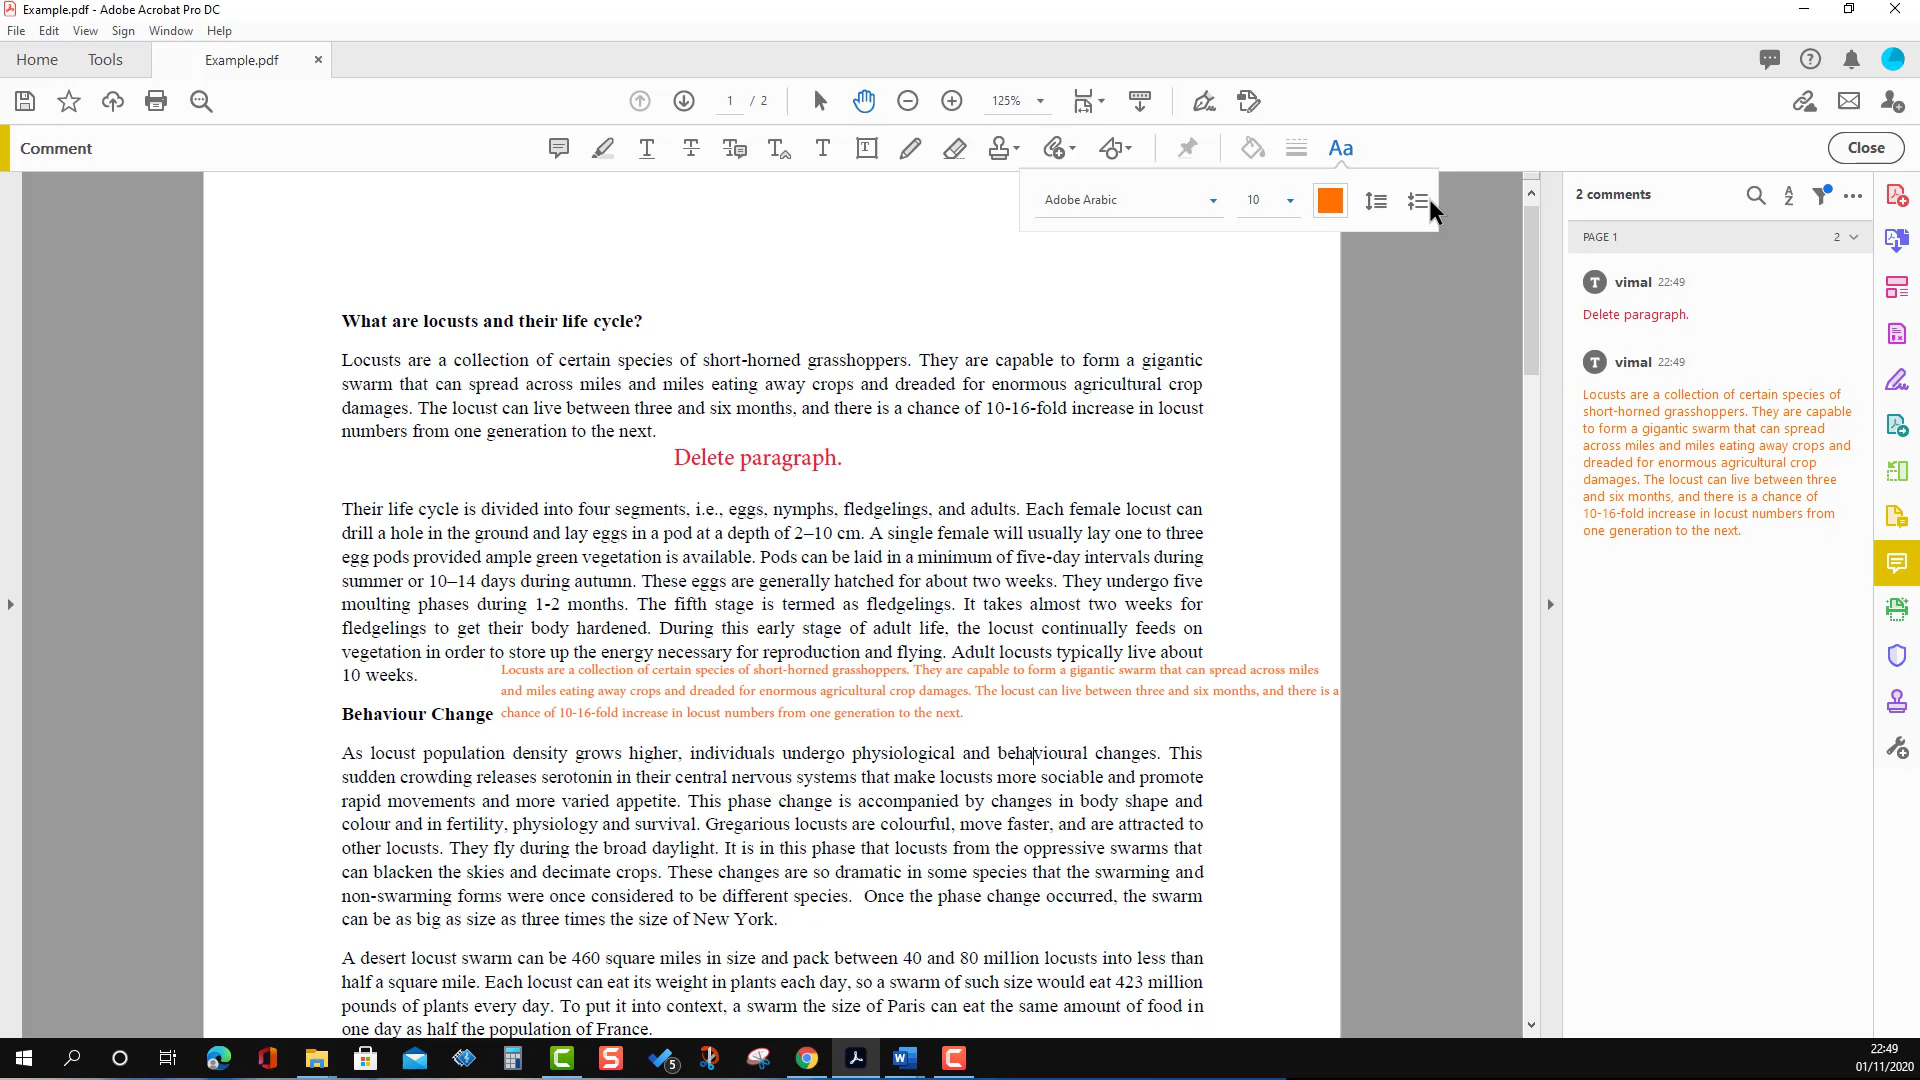 Example.pdf - Adobe Acrobat Pro DC
File Edit View Sign Window Help
Home Tools Example.pdf
1 / 2 125%
Comment Aa Close
Adobe Arabic 10
2 comments
PAGE 1 2
T vimal 22:49
Delete paragraph.
T vimal 22:49
Locusts are a collection of certain species of
short-horned grasshoppers. They are capable
to form a gigantic swarm that can spread
across miles and miles eating away crops and
dreaded for enormous agricultural crop
damages. The locust can live between three
and six months, and there is a chance of
10-16-fold increase in locust numbers from
one generation to the next.
What are locusts and their life cycle?
Locusts are a collection of certain species of short-horned grasshoppers. They are capable to form a gigantic
swarm that can spread across miles and miles eating away crops and dreaded for enormous agricultural crop
damages. The locust can live between three and six months, and there is a chance of 10-16-fold increase in locust
numbers from one generation to the next.
Delete paragraph.
Their life cycle is divided into four segments, i.e., eggs, nymphs, fledgelings, and adults. Each female locust can
drill a hole in the ground and lay eggs in a pod at a depth of 2–10 cm. A single female will usually lay one to three
egg pods provided ample green vegetation is available. Pods can be laid in a minimum of five-day intervals during
summer or 10–14 days during autumn. These eggs are generally hatched for about two weeks. They undergo five
moulting phases during 1-2 months. The fifth stage is termed as fledgelings. It takes almost two weeks for
fledgelings to get their body hardened. During this early stage of adult life, the locust continually feeds on
vegetation in order to store up the energy necessary for reproduction and flying. Adult locusts typically live about
10 weeks.
Locusts are a collection of certain species of short-horned grasshoppers. They are capable to form a gigantic swarm that can spread across miles
and miles eating away crops and dreaded for enormous agricultural crop damages. The locust can live between three and six months, and there is a
chance of 10-16-fold increase in locust numbers from one generation to the next.
Behaviour Change
As locust population density grows higher, individuals undergo physiological and behavioural changes. This
sudden crowding releases serotonin in their central nervous systems that make locusts more sociable and promote
rapid movements and more varied appetite. This phase change is accompanied by changes in body shape and
colour and in fertility, physiology and survival. Gregarious locusts are colourful, move faster, and are attracted to
other locusts. They fly during the broad daylight. It is in this phase that locusts from the oppressive swarms that
can blacken the skies and decimate crops. These changes are so dramatic in some species that the swarming and
non-swarming forms were once considered to be different species. Once the phase change occurred, the swarm
can be as big as size as three times the size of New York.
A desert locust swarm can be 460 square miles in size and pack between 40 and 80 million locusts into less than
half a square mile. Each locust can eat its weight in plants each day, so a swarm of such size would eat 423 million
pounds of plants every day. To put it into context, a swarm the size of Paris can eat the same amount of food in
one day as half the population of France.
5
22:49
01/11/2020